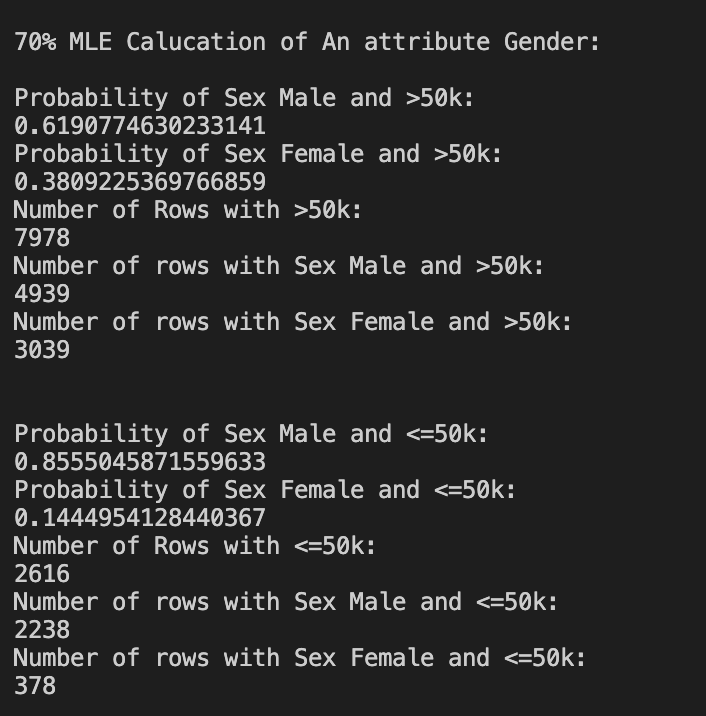 70% MLE Calucation of An attribute Gender:
Probability of Sex Male and >50k:
0.6190774630233141
Probability of Sex Female and >50k:
0.3809225369766859
Number of Rows with >50k:
7978
Number of rows with Sex Male and >50k:
4939
Number of rows with Sex Female and >50k:
3039
Probability of Sex Male and <=50k:
0.8555045871559633
Probability of Sex Female and <=50k:
0.1444954128440367
Number of Rows with <=50k:
2616
Number of rows with Sex Male and <=50k:
2238
Number of rows with Sex Female and <=50k:
378